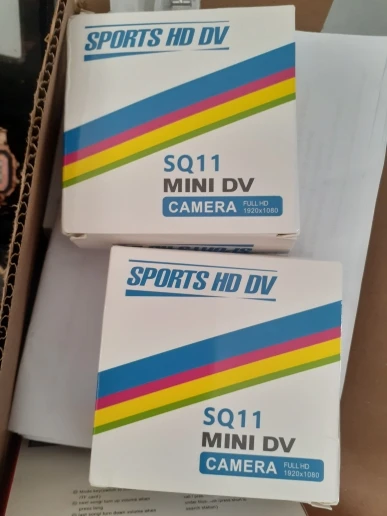 SPORTS HD DV
SQ11
MINI DV
CAMERA FULL HD
1920x1080
SPORTS HD DV
SQ11
MINI DV
CAMERA FULL HD
1920x1080